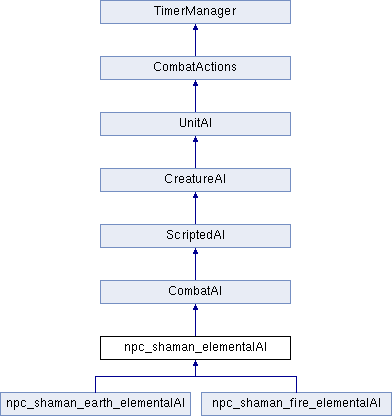 TimerManager
CombatActions
UnitAI
CreatureAI
ScriptedAI
CombatAI
npc_shaman_elementalAI
npc_shaman_earth_elementalAI
npc_shaman_fire_elementalAI